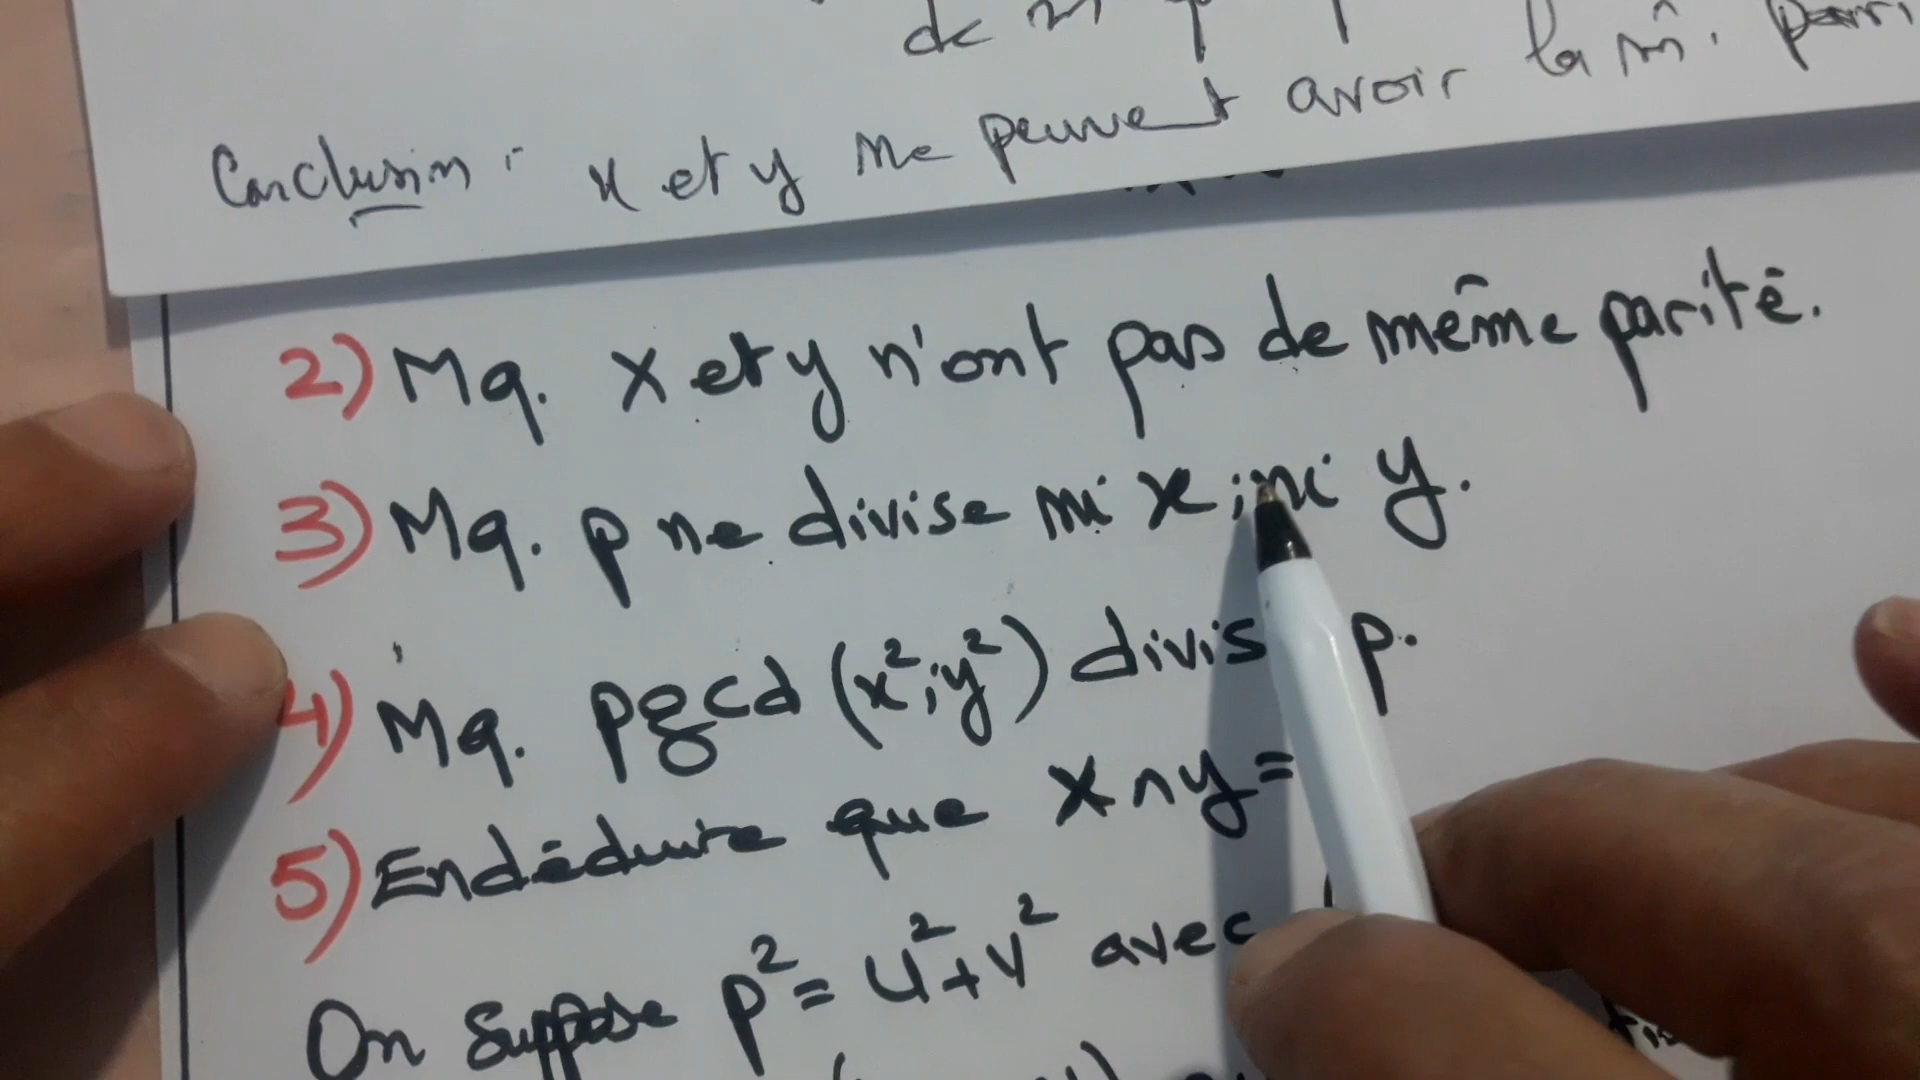 de m
Conclusion : x et y ne peuvent avoir la m̂.
2) Mq. x et y n'ont pas de même parité.
3) Mq. p ne divise ni x ; ni y.
4) Mq. pgcd (x²; y²) divis p.
5) En déduire que x ∧ y =
On suppose p² = u² + v² avec